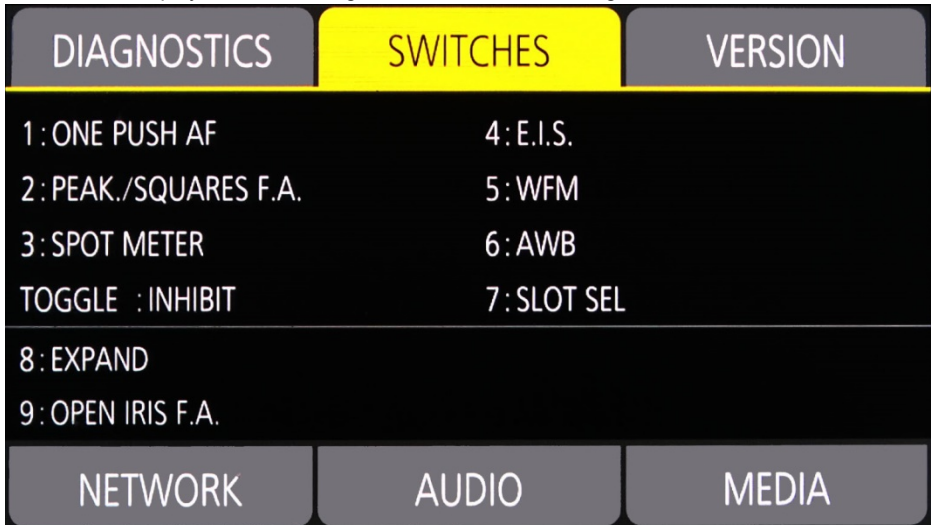 DIAGNOSTICS SWITCHES VERSION
1:ONE PUSH AF 4:E.I.S.
2:PEAK./SQUARES F.A. 5:WFM
3:SPOT METER 6:AWB
TOGGLE :INHIBIT 7:SLOT SEL
8:EXPAND
9:OPEN IRIS F.A.
NETWORK AUDIO MEDIA